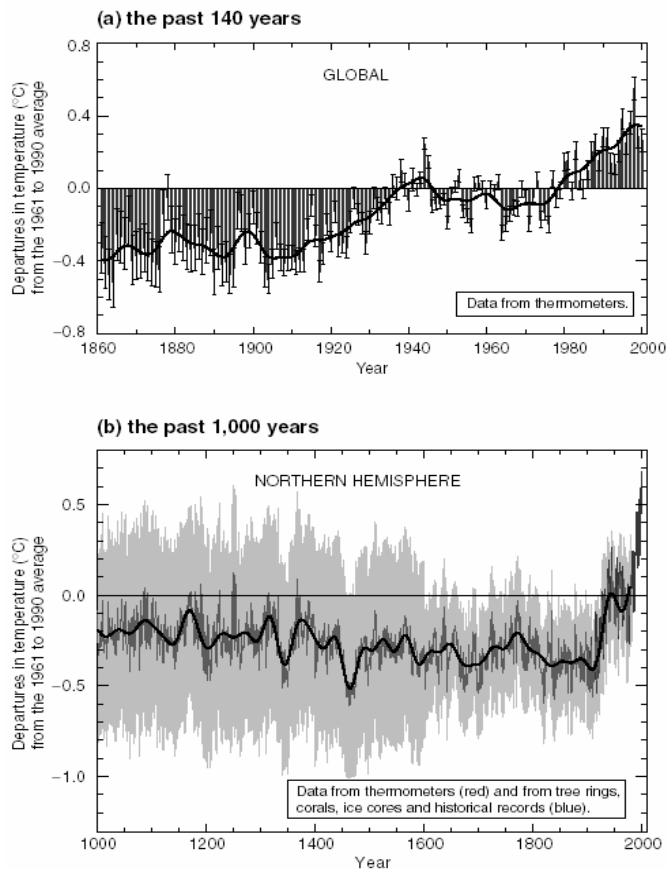 (a) the past 140 years
GLOBAL
Departures in temperature (°C)
from the 1961 to 1990 average
0.8
0.4
0.0
−0.4
−0.8
Data from thermometers.
1860 1880 1900 1920 1940 1960 1980 2000
Year
(b) the past 1,000 years
NORTHERN HEMISPHERE
Departures in temperature (°C)
from the 1961 to 1990 average
0.5
0.0
−0.5
−1.0
Data from thermometers (red) and from tree rings,
corals, ice cores and historical records (blue).
1000 1200 1400 1600 1800 2000
Year